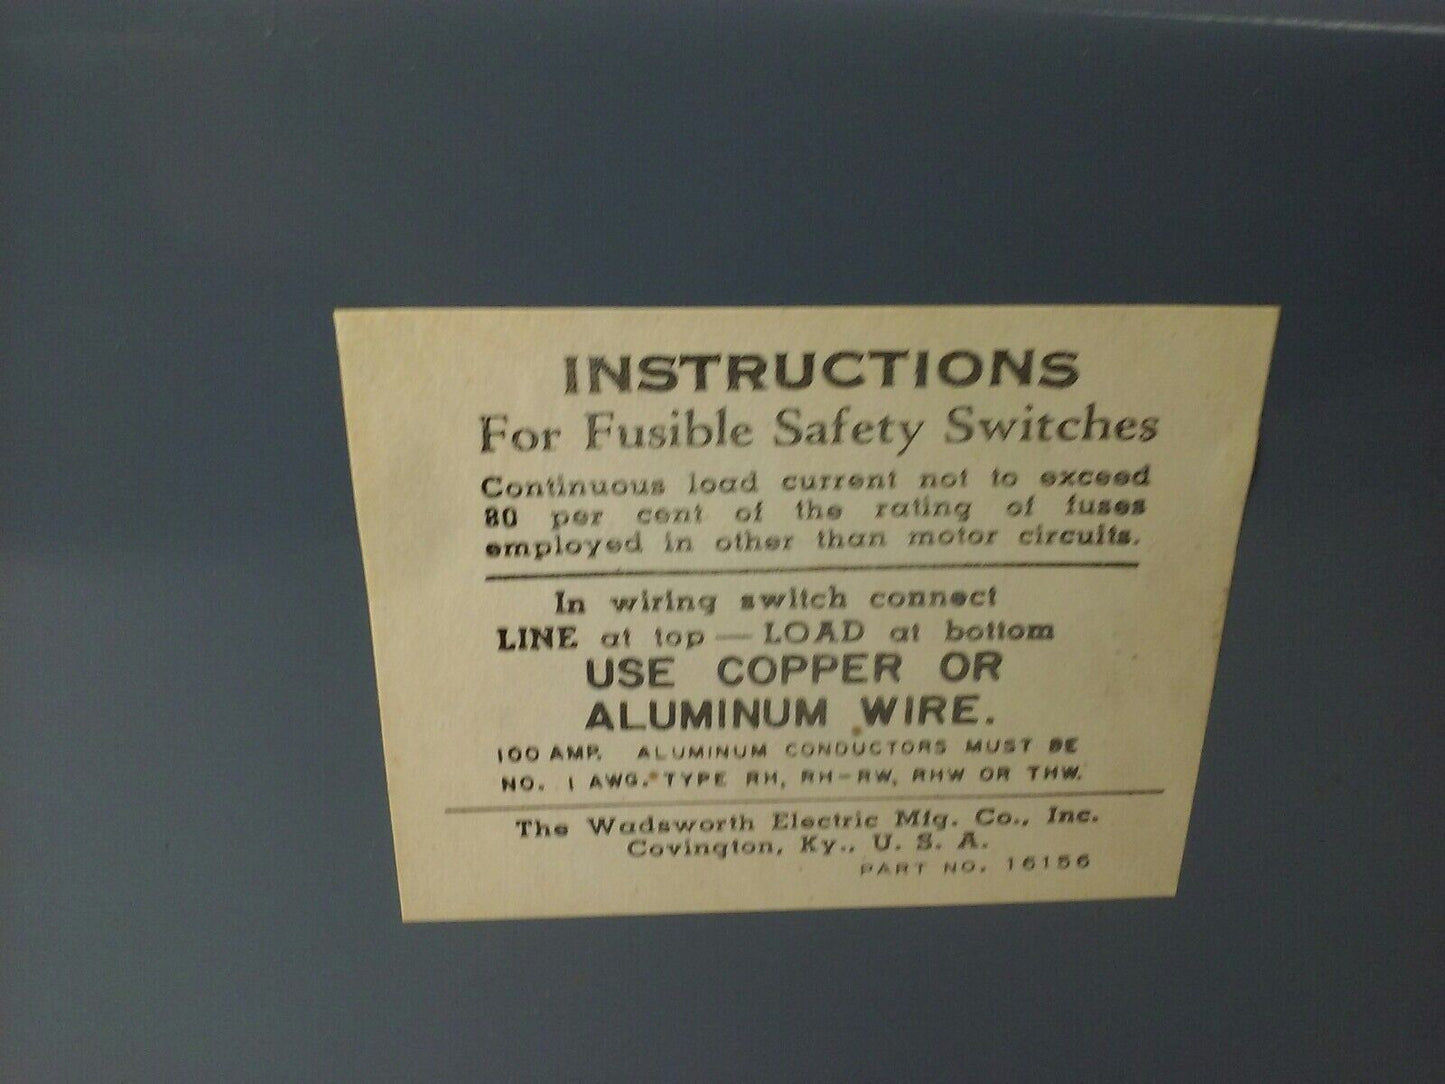 INSTRUCTIONS
For Fusible Safety Switches
Continuous load current not to exceed
80 per cent of the rating of fuses
employed in other than motor circuits.
In wiring switch connect
LINE at top — LOAD at bottom
USE COPPER OR
ALUMINUM WIRE.
100 AMP. ALUMINUM CONDUCTORS MUST BE
NO. 1 AWG. TYPE RH, RH-RW, RHW OR THW.
The Wadsworth Electric Mfg. Co., Inc.
Covington, Ky., U. S. A.
PART NO. 16156